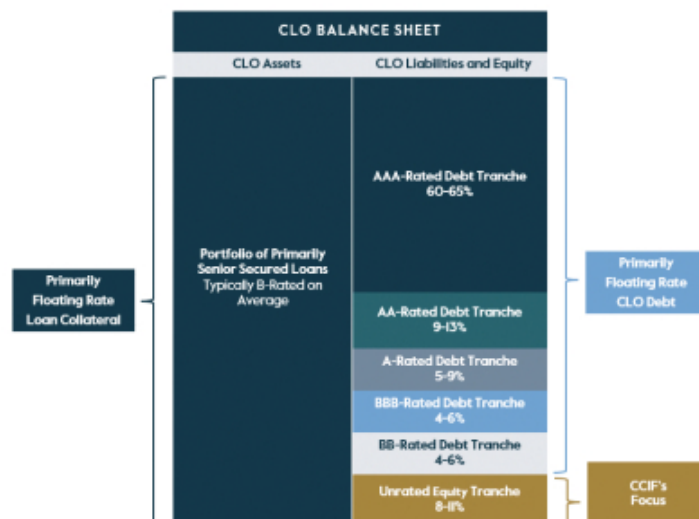 CLO BALANCE SHEET
CLO Assets
CLO Liabilities and Equity
AAA-Rated Debt Tranche
60-65%
Portfolio of Primarily
Senior Secured Loans
Typically B-Rated on
Average
Primarily
Floating Rate
Loan Collateral
Primarily
Floating Rate
CLO Debt
AA-Rated Debt Tranche
9-13%
A-Rated Debt Tranche
5-9%
BBB-Rated Debt Tranche
4-6%
BB-Rated Debt Tranche
4-6%
Unrated Equity Tranche
8-11%
CCIF's
Focus